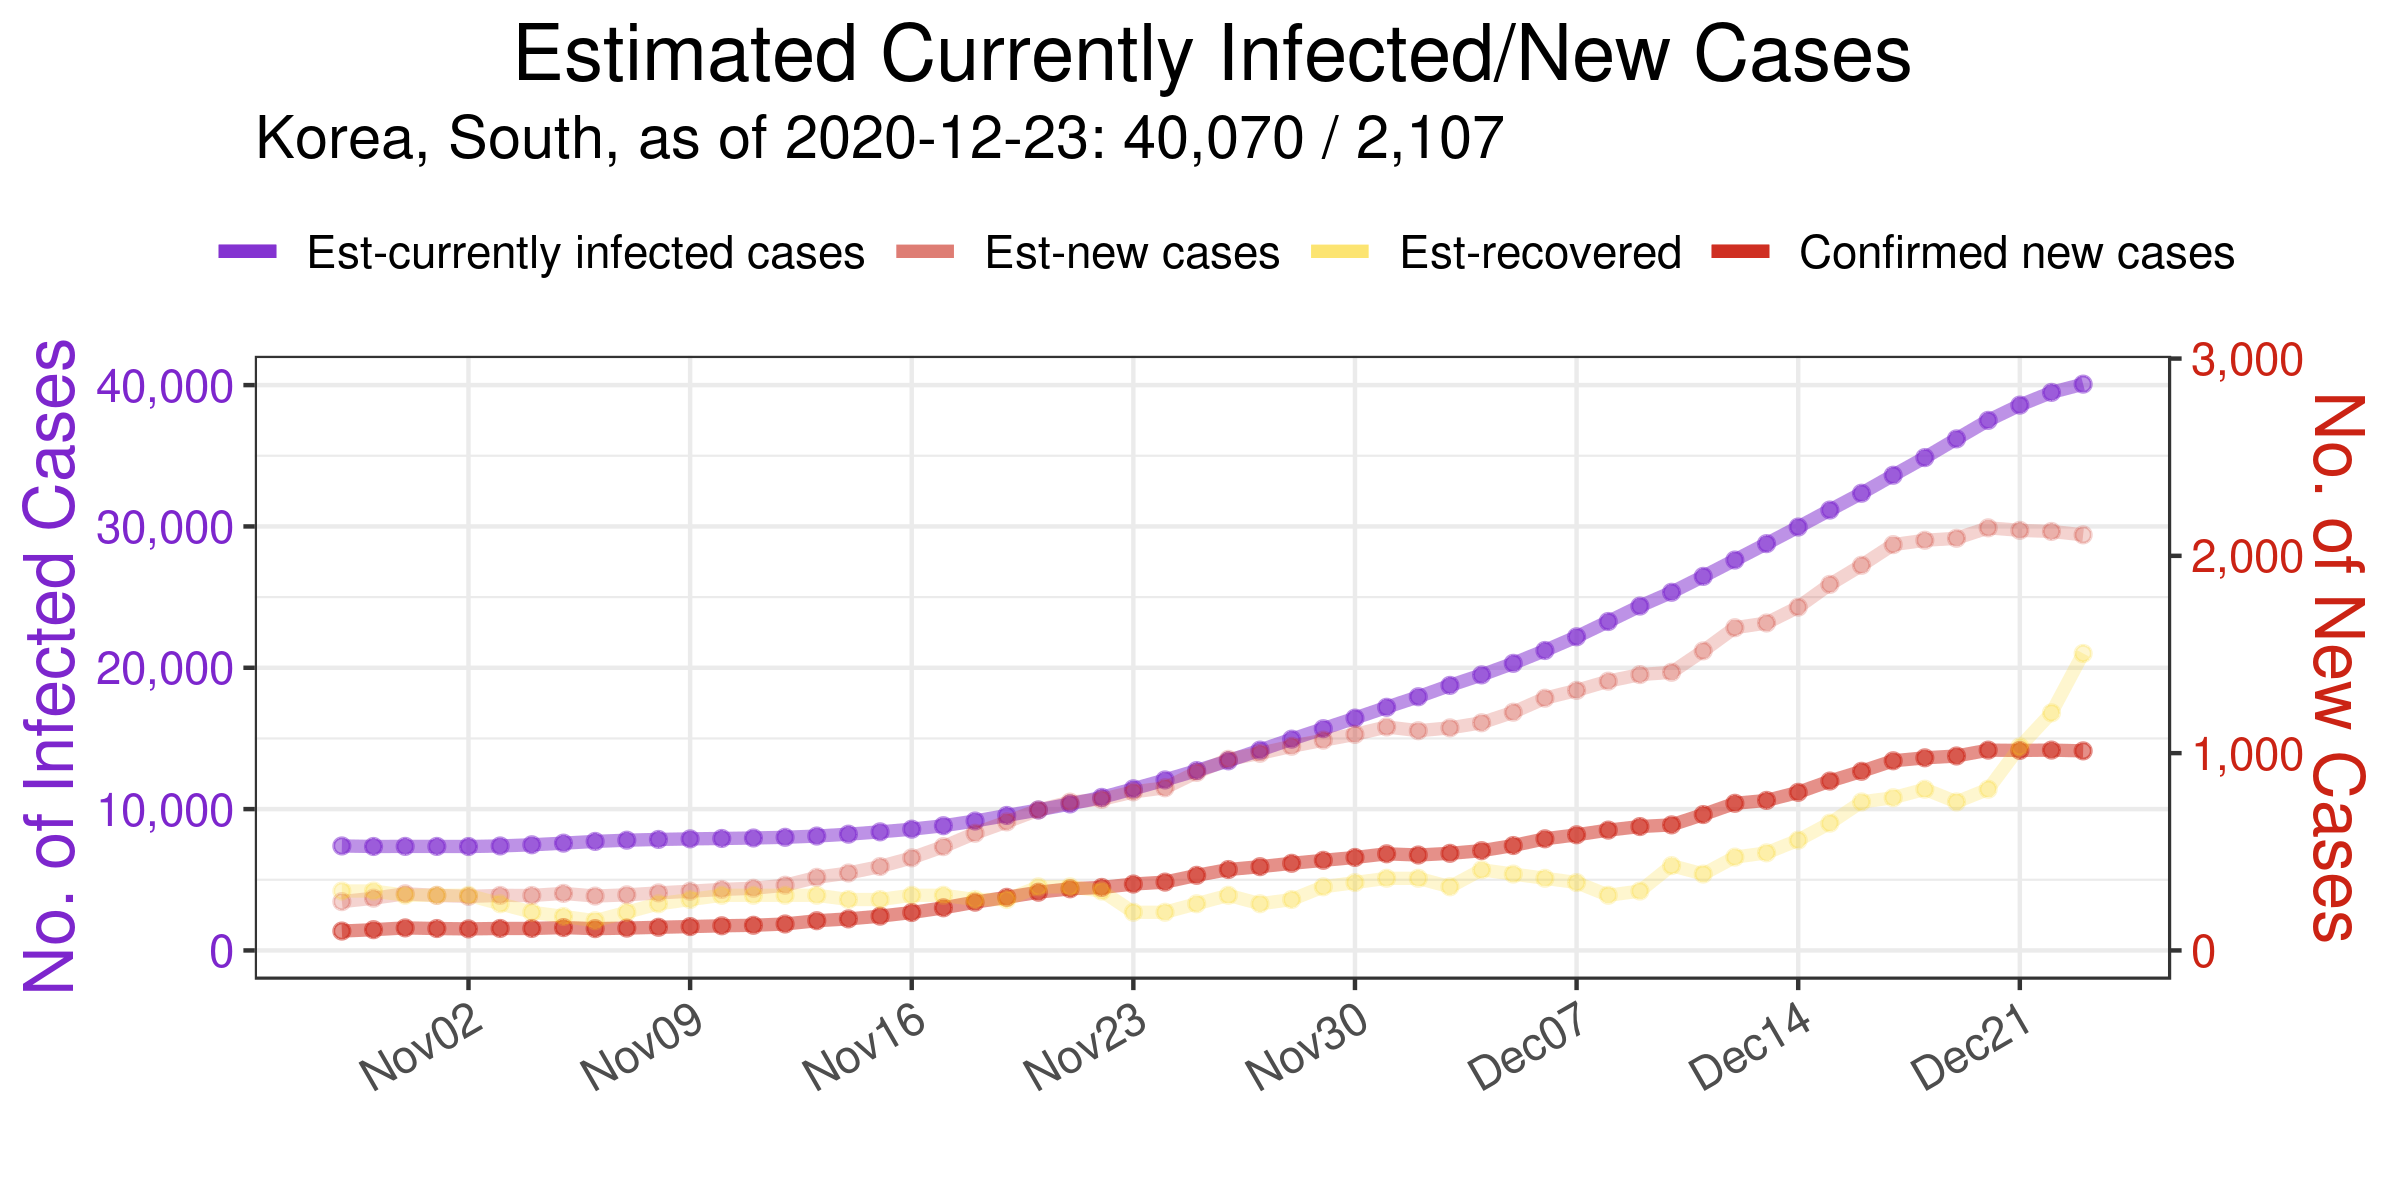 Estimated Currently Infected/New Cases
Korea, South, as of 2020-12-23: 40,070 / 2,107
Est-currently infected cases Est-new cases Est-recovered Confirmed new cases
No. of Infected Cases
40,000
30,000
20,000
10,000
0
3,000
2,000
1,000
0
No. of New Cases
Nov02 Nov09 Nov16 Nov23 Nov30 Dec07 Dec14 Dec21